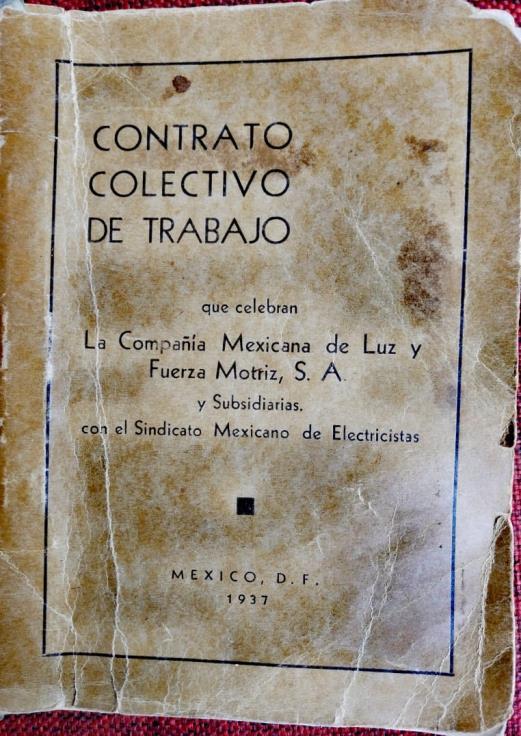 CONTRATO
COLECTIVO
DE TRABAJO
que celebran
La Compañía Mexicana de Luz y
Fuerza Motriz, S. A.
y Subsidiarias.
con el Sindicato Mexicano de Electricistas
MEXICO, D. F.
1937